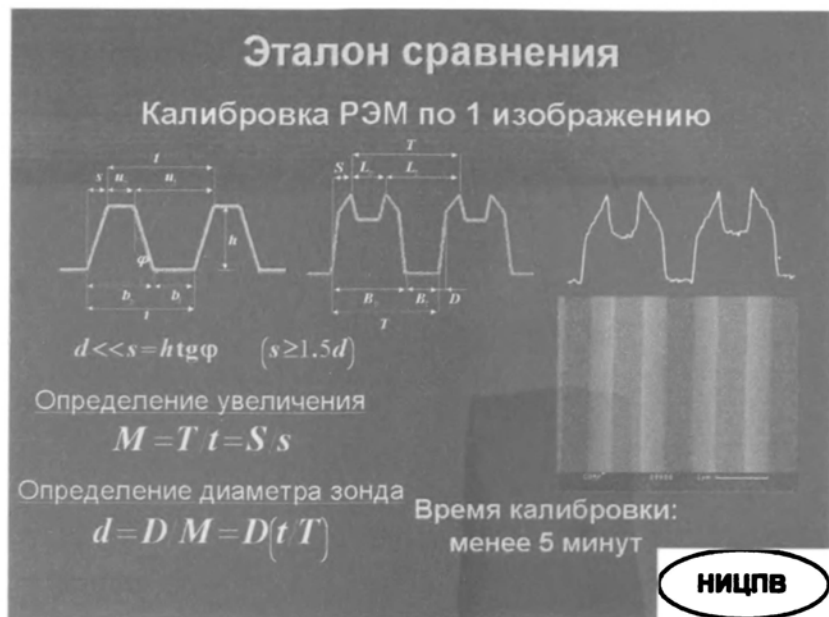 Эталон сравнения
Калибровка РЭМ по 1 изображению
t
s u u
h
φ
b b
t
T
S L L
B B D
T
d<<s=htgφ (s≥1.5d)
Определение увеличения
M=T/t=S/s
Определение диаметра зонда
d=D/M=D(t/T)
Время калибровки:
менее 5 минут
НИЦПВ